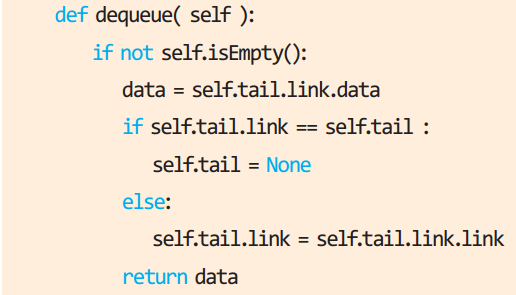 def dequeue( self ):
if not self.isEmpty():
data = self.tail.link.data
if self.tail.link == self.tail :
self.tail = None
else:
self.tail.link = self.tail.link.link
return data